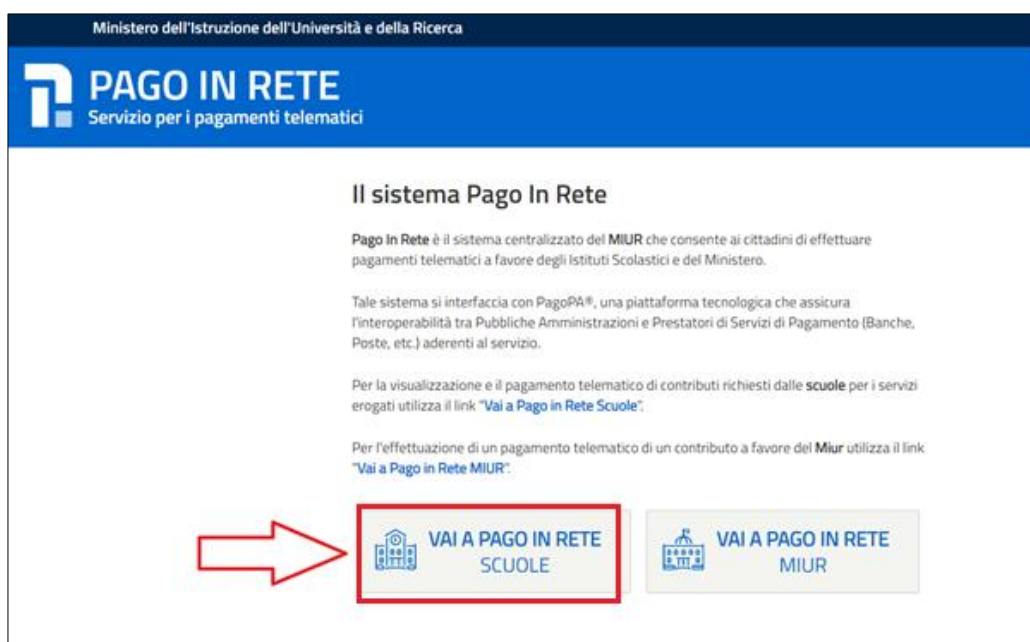 Ministero dell'Istruzione dell'Università e della Ricerca
PAGO IN RETE
Servizio per i pagamenti telematici
Il sistema Pago In Rete
Pago In Rete è il sistema centralizzato del MIUR che consente ai cittadini di effettuare
pagamenti telematici a favore degli Istituti Scolastici e del Ministero.
Tale sistema si interfaccia con PagoPA®, una piattaforma tecnologica che assicura
l'interoperabilità tra Pubbliche Amministrazioni e Prestatori di Servizi di Pagamento (Banche,
Poste, etc.) aderenti al servizio.
Per la visualizzazione e il pagamento telematico di contributi richiesti dalle scuole per i servizi
erogati utilizza il link "Vai a Pago in Rete Scuole".
Per l'effettuazione di un pagamento telematico di un contributo a favore del Miur utilizza il link
"Vai a Pago in Rete MIUR".
VAI A PAGO IN RETE
SCUOLE
VAI A PAGO IN RETE
MIUR